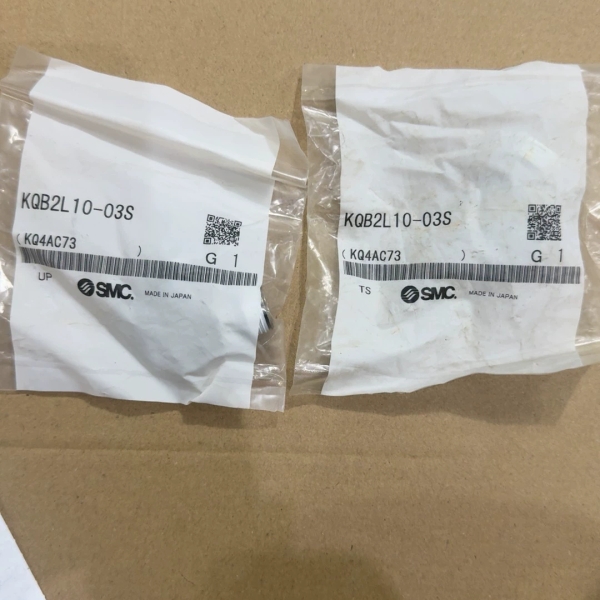 KQB2L10-03S
( KQ4AC73 )
G 1
UP
SMC.
MADE IN JAPAN
KQB2L10-03S
( KQ4AC73 )
G 1
TS
SMC.
MADE IN JAPAN